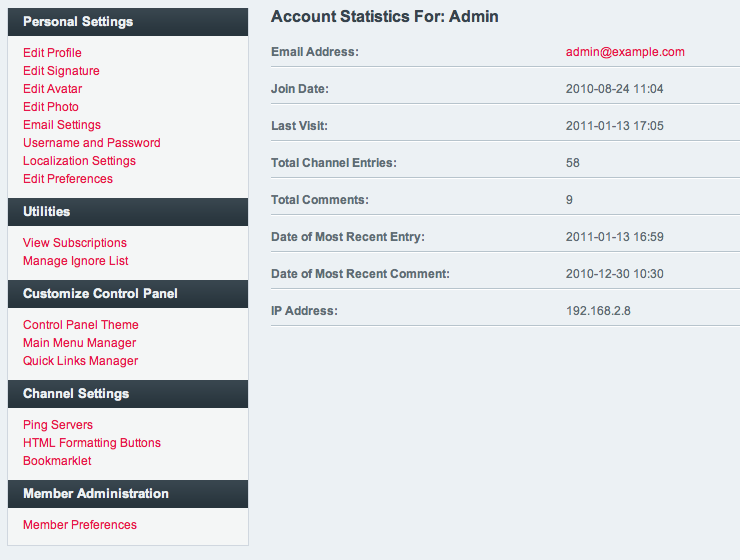 Personal Settings
Edit Profile
Edit Signature
Edit Avatar
Edit Photo
Email Settings
Username and Password
Localization Settings
Edit Preferences
Utilities
View Subscriptions
Manage Ignore List
Customize Control Panel
Control Panel Theme
Main Menu Manager
Quick Links Manager
Channel Settings
Ping Servers
HTML Formatting Buttons
Bookmarklet
Member Administration
Member Preferences
Account Statistics For: Admin
Email Address: admin@example.com
Join Date: 2010-08-24 11:04
Last Visit: 2011-01-13 17:05
Total Channel Entries: 58
Total Comments: 9
Date of Most Recent Entry: 2011-01-13 16:59
Date of Most Recent Comment: 2010-12-30 10:30
IP Address: 192.168.2.8